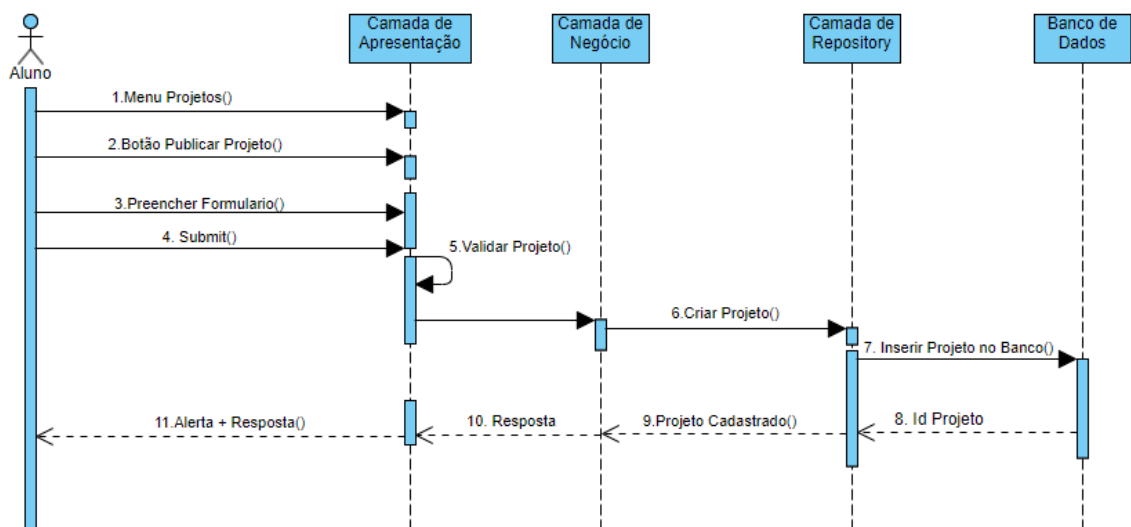 Aluno
Camada de
Apresentação
Camada de
Negócio
Camada de
Repository
Banco de
Dados
1.Menu Projetos()
2.Botão Publicar Projeto()
3.Preencher Formulario()
4. Submit()
5.Validar Projeto()
6.Criar Projeto()
7. Inserir Projeto no Banco()
8. Id Projeto
9.Projeto Cadastrado()
10. Resposta
11.Alerta + Resposta()